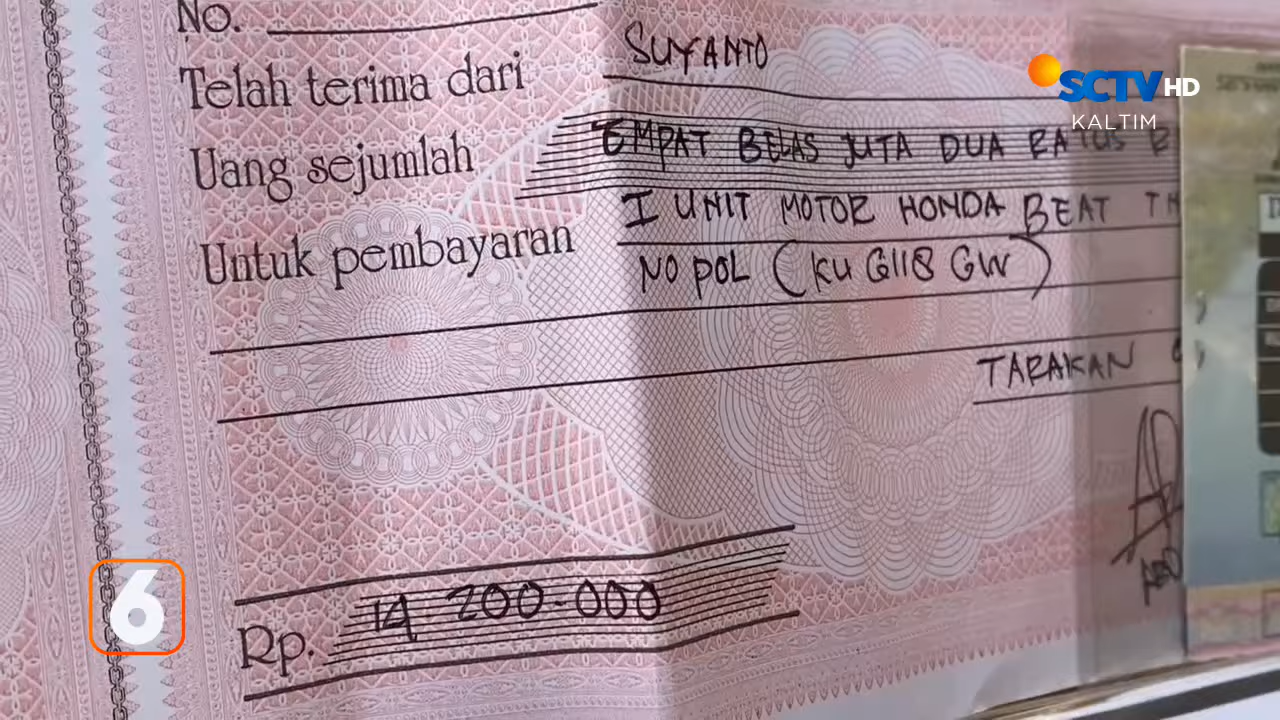 No.
Telah terima dari SUYANTO
SCTV HD
KALTIM
Uang sejumlah EMPAT BELAS JUTA DUA RATUS
Untuk pembayaran 1 UNIT MOTOR HONDA BEAT
NO POL (KU 6118 GW)
TARAKAN
Rp. 14 200.000
6